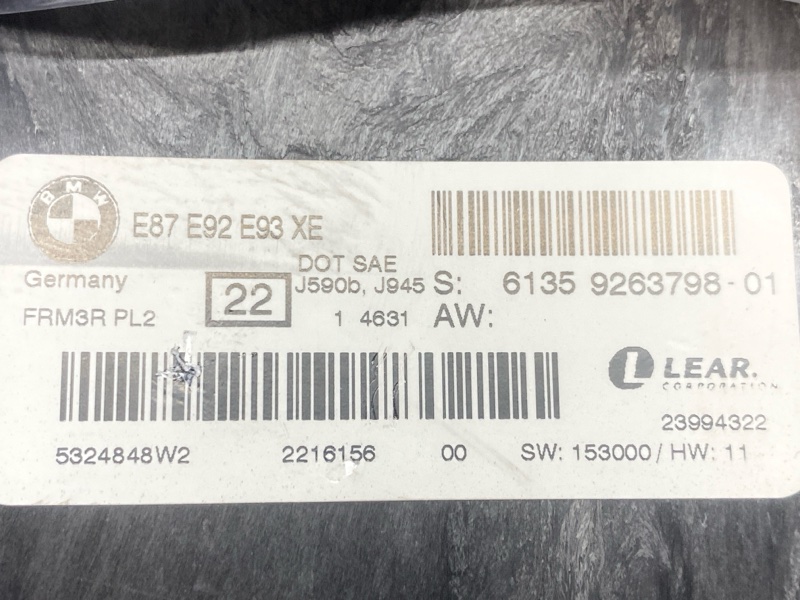 BMW
E87 E92 E93 XE
Germany
22
DOT SAE
J590b, J945
S: 6135 9263798-01
FRM3R PL2
1 4631
AW:
LEAR.
CORPORATION
23994322
5324848W2 2216156 00 SW: 153000/HW: 11